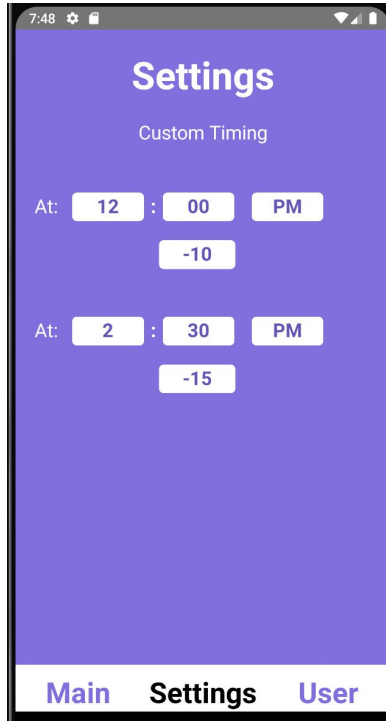 7:48
Settings
Custom Timing
At: 12 : 00 PM
-10
At: 2 : 30 PM
-15
Main Settings User